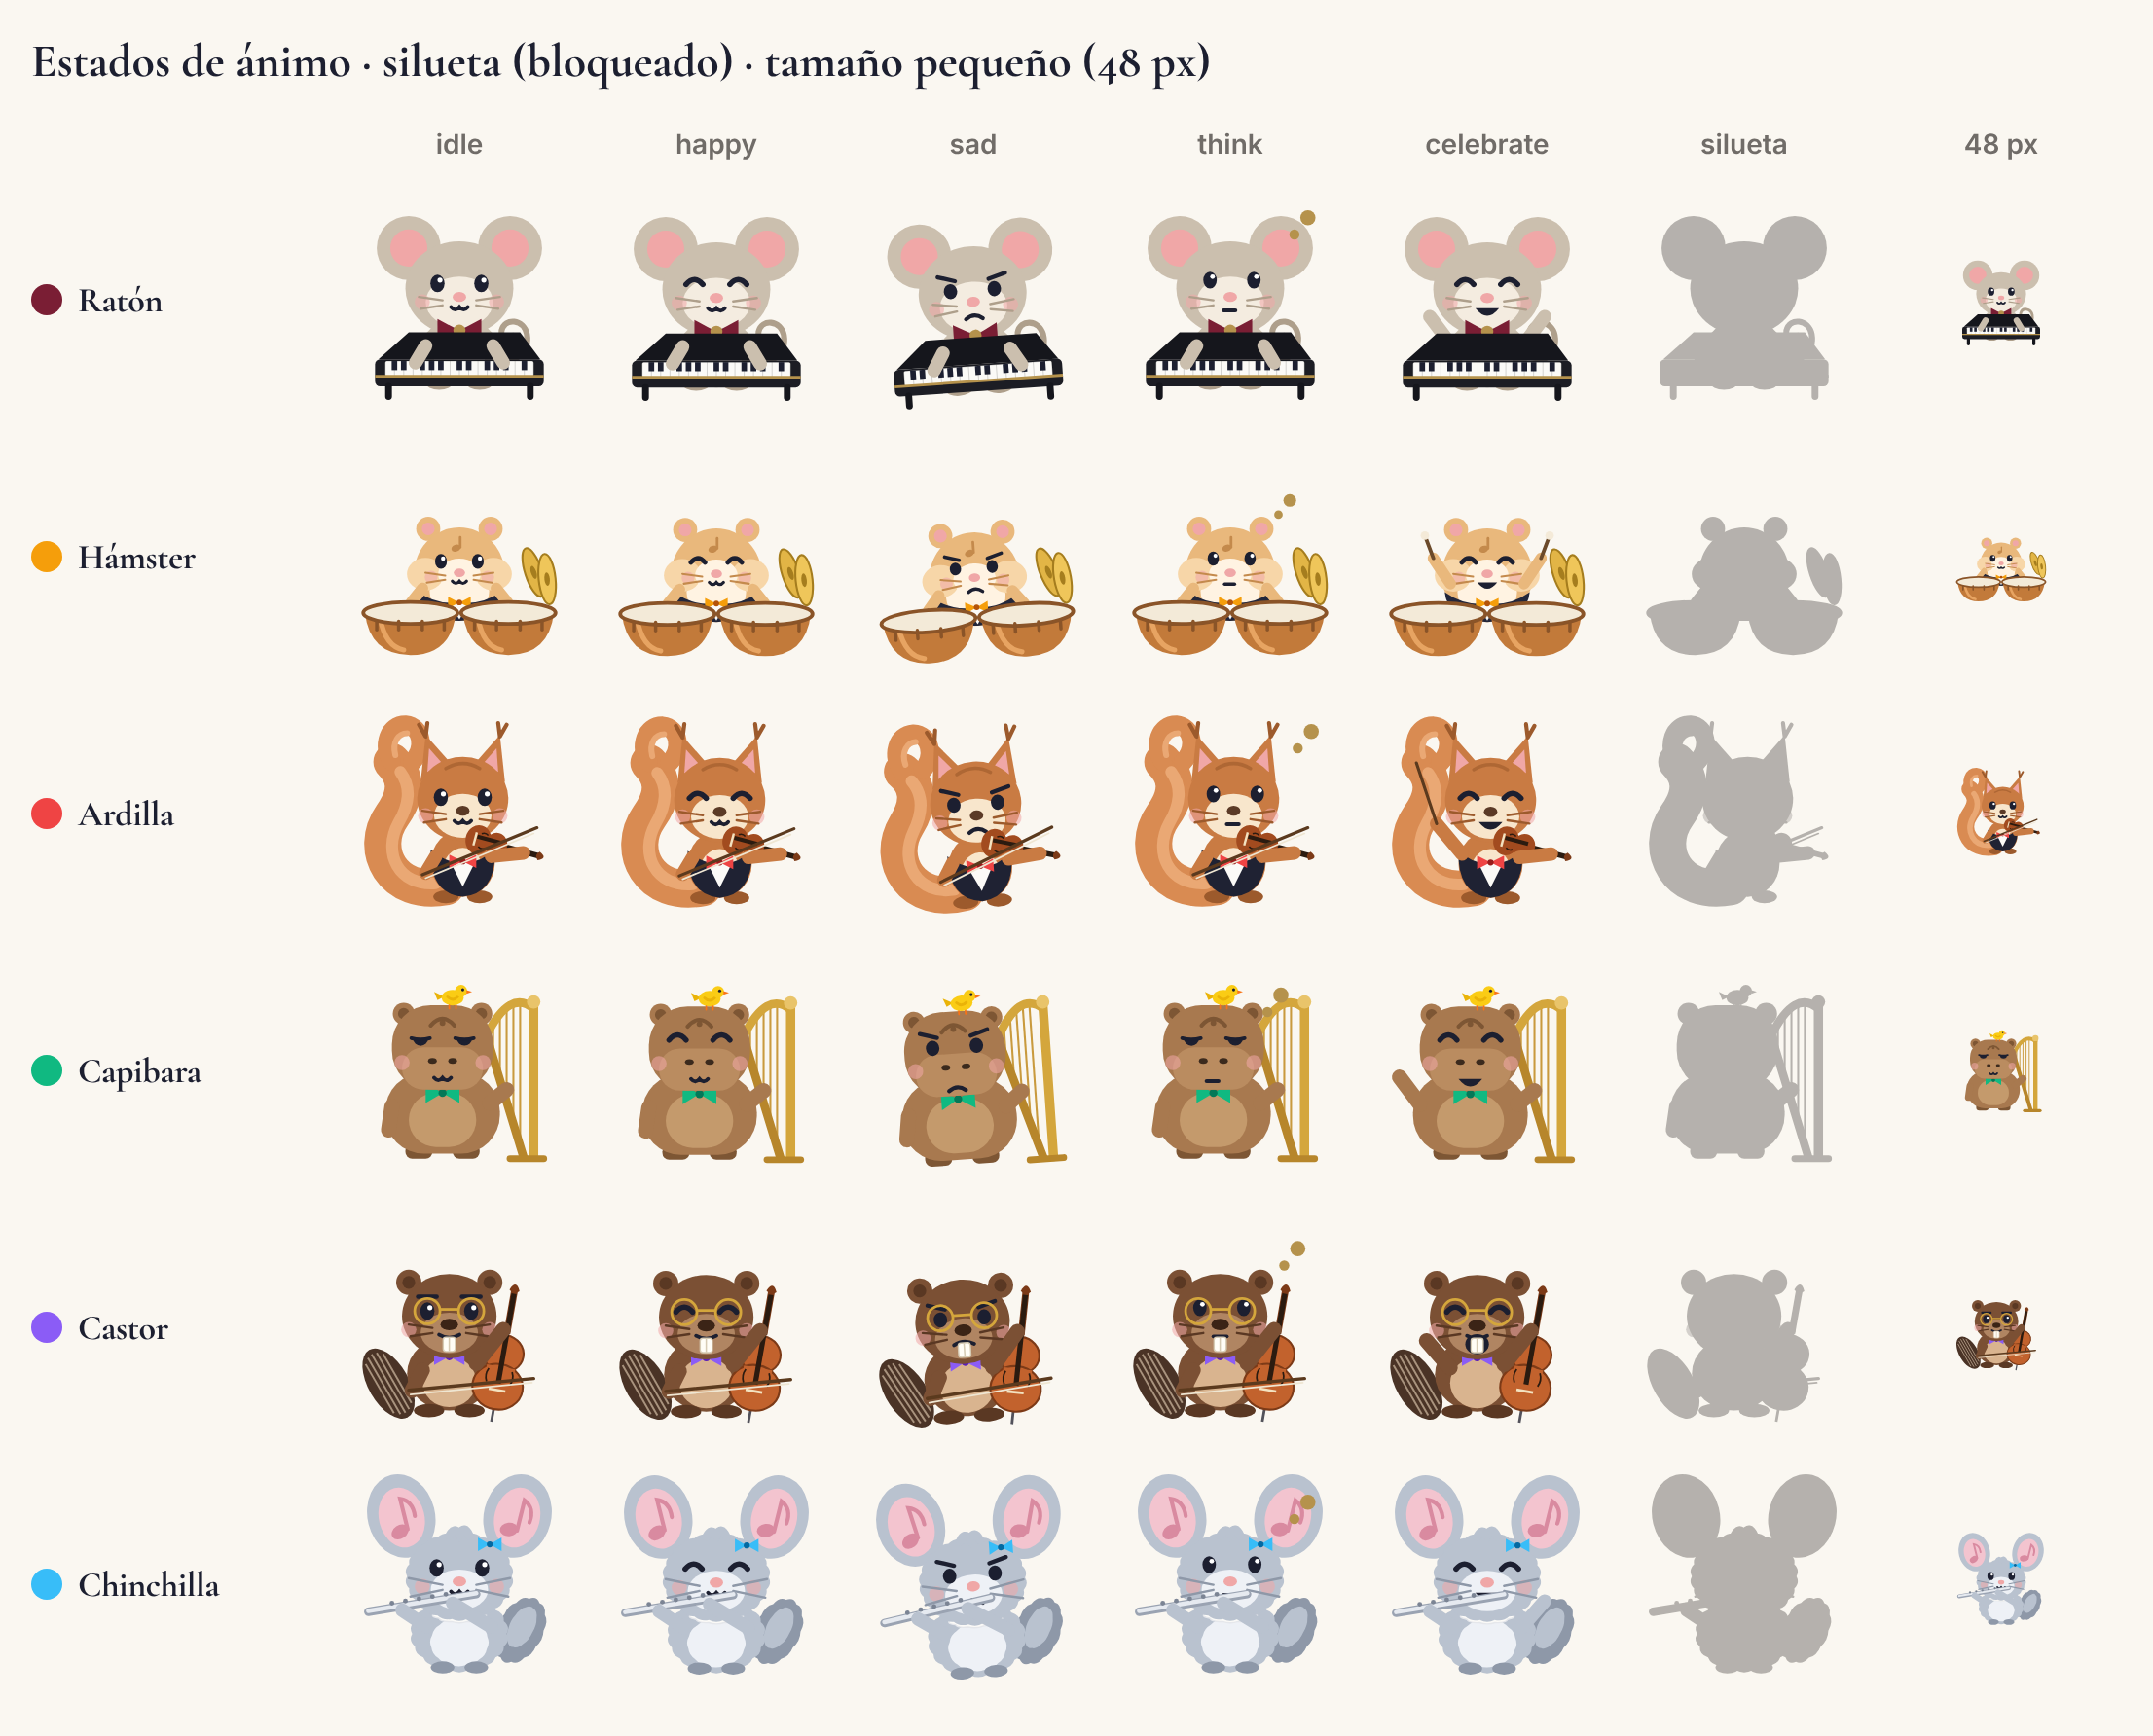 Estados de ánimo · silueta (bloqueado) · tamaño pequeño (48 px)
idle happy sad think celebrate silueta 48 px
Ratón
Hámster
Ardilla
Capibara
Castor
Chinchilla